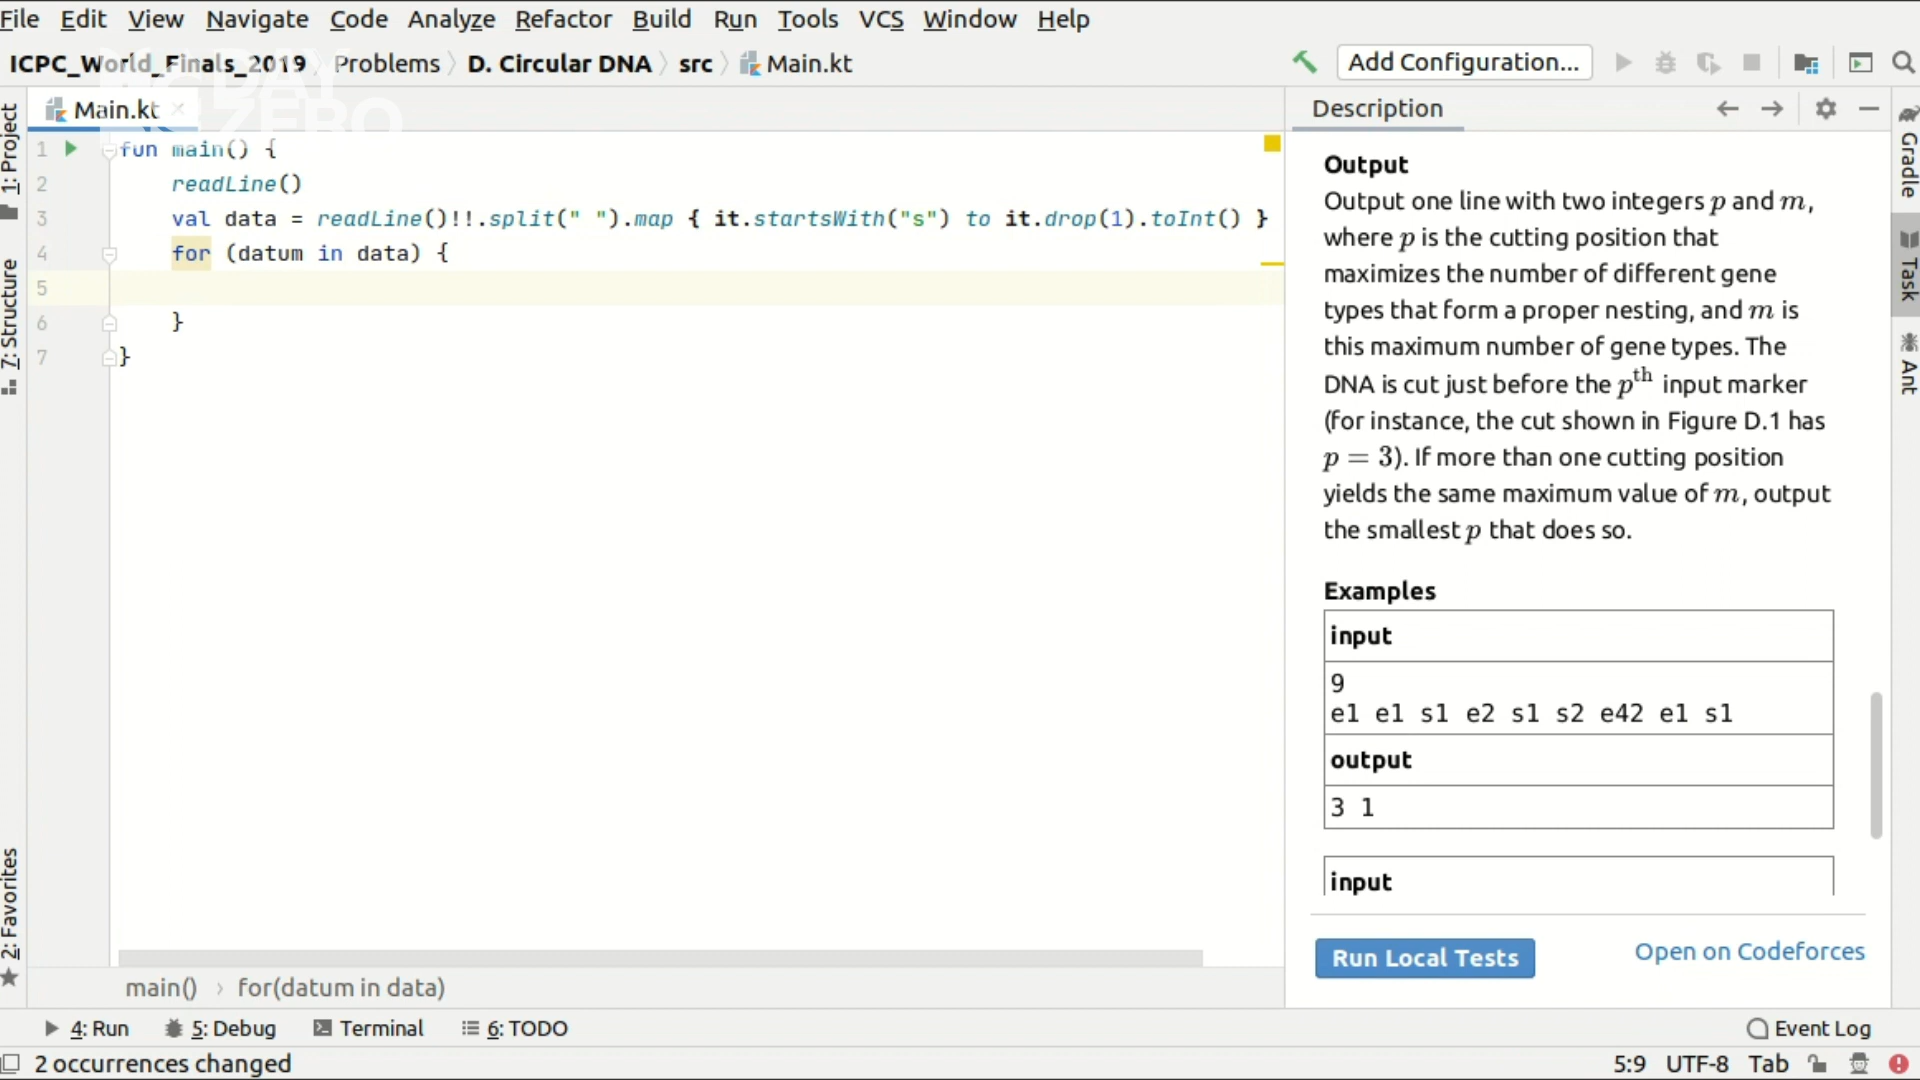 File Edit View Navigate Code Analyze Refactor Build Run Tools VCS Window Help
ICPC_World_Finals_2019 Problems D. Circular DNA src Main.kt
Add Configuration...
DAY
ZERO
Main.kt
1 fun main() {
2 readLine()
3 val data = readLine()!!.split(" ").map { it.startsWith("s") to it.drop(1).toInt() }
4 for (datum in data) {
5
6 }
7 }
main() › for(datum in data)
1: Project
7: Structure
2: Favorites
Description
Output
Output one line with two integers p and m,
where p is the cutting position that
maximizes the number of different gene
types that form a proper nesting, and m is
this maximum number of gene types. The
DNA is cut just before the pth input marker
(for instance, the cut shown in Figure D.1 has
p = 3). If more than one cutting position
yields the same maximum value of m, output
the smallest p that does so.
Examples
input
9
e1 e1 s1 e2 s1 s2 e42 e1 s1
output
3 1
input
Run Local Tests
Open on Codeforces
Gradle
Task
Ant
4: Run 5: Debug Terminal 6: TODO
Event Log
2 occurrences changed
5:9 UTF-8 Tab